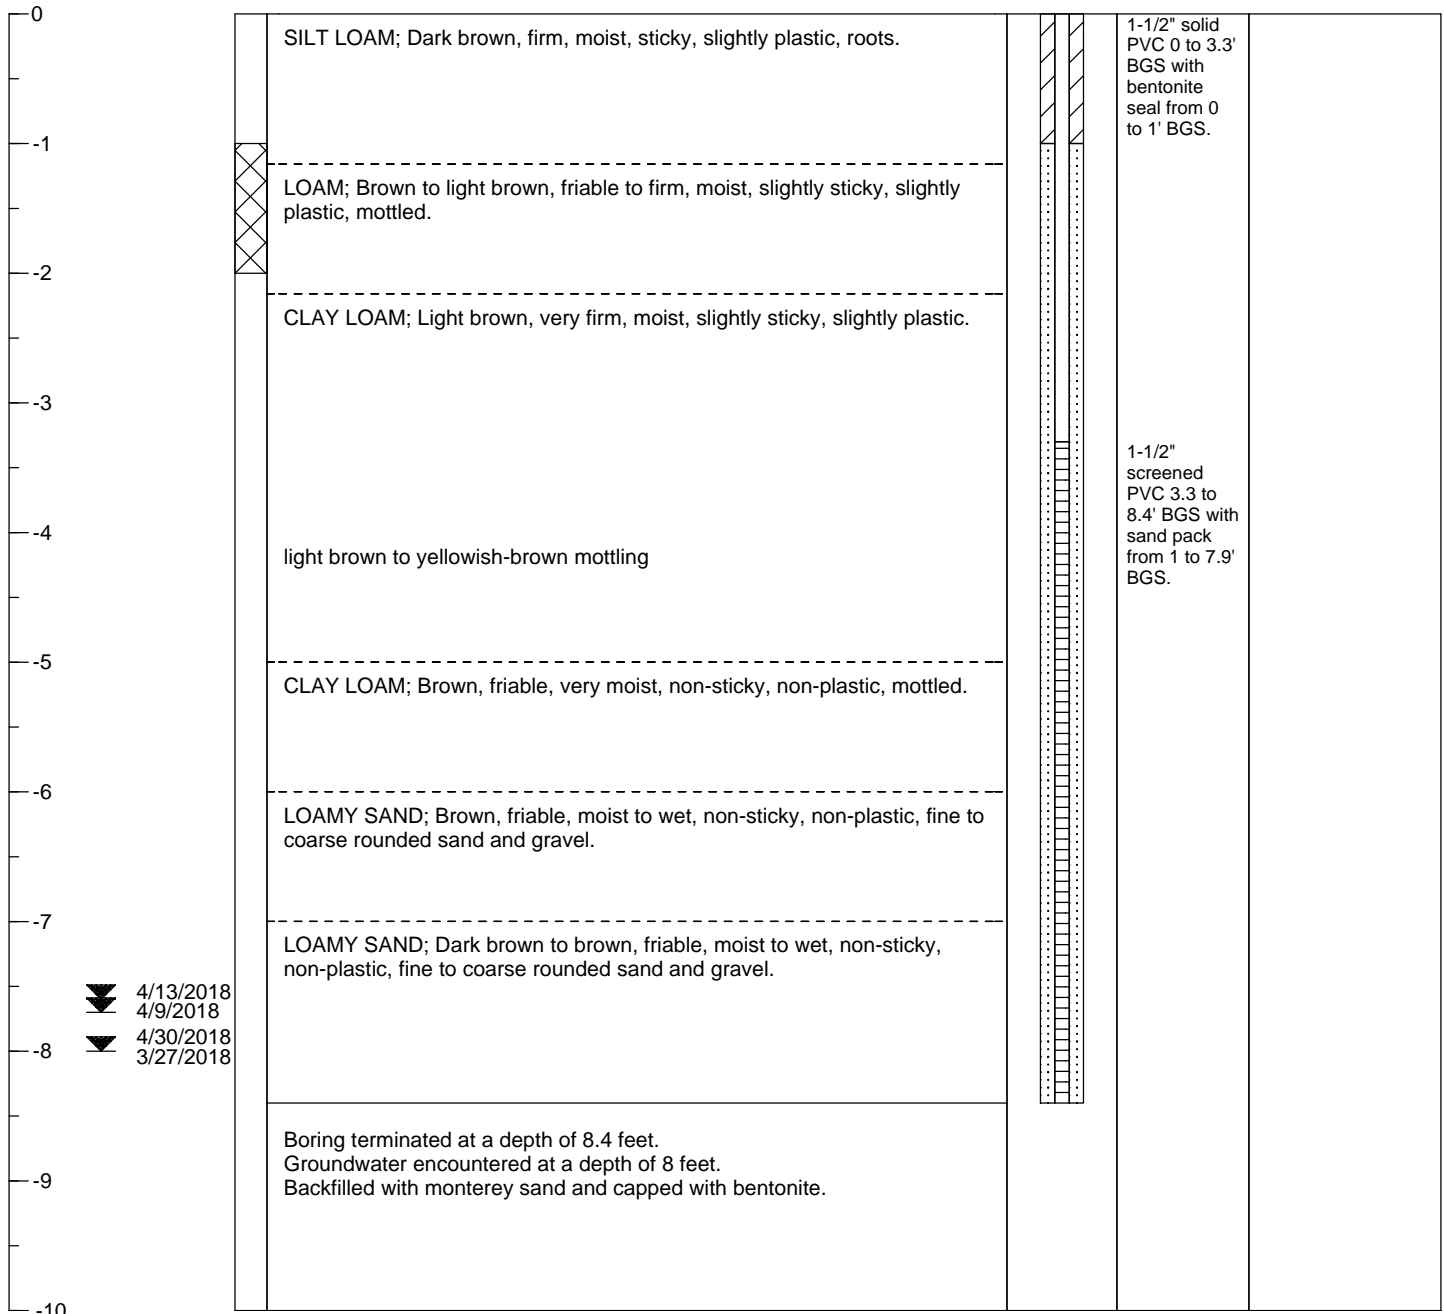 0
SILT LOAM; Dark brown, firm, moist, sticky, slightly plastic, roots.
1-1/2" solid
PVC 0 to 3.3'
BGS with
bentonite
seal from 0
to 1' BGS.
-1
LOAM; Brown to light brown, friable to firm, moist, slightly sticky, slightly
plastic, mottled.
-2
CLAY LOAM; Light brown, very firm, moist, slightly sticky, slightly plastic.
-3
1-1/2"
screened
PVC 3.3 to
8.4' BGS with
sand pack
from 1 to 7.9'
BGS.
-4
light brown to yellowish-brown mottling
-5
CLAY LOAM; Brown, friable, very moist, non-sticky, non-plastic, mottled.
-6
LOAMY SAND; Brown, friable, moist to wet, non-sticky, non-plastic, fine to
coarse rounded sand and gravel.
-7
LOAMY SAND; Dark brown to brown, friable, moist to wet, non-sticky,
non-plastic, fine to coarse rounded sand and gravel.
4/13/2018
4/9/2018
4/30/2018
-8
3/27/2018
Boring terminated at a depth of 8.4 feet.
Groundwater encountered at a depth of 8 feet.
Backfilled with monterey sand and capped with bentonite.
-9
-10